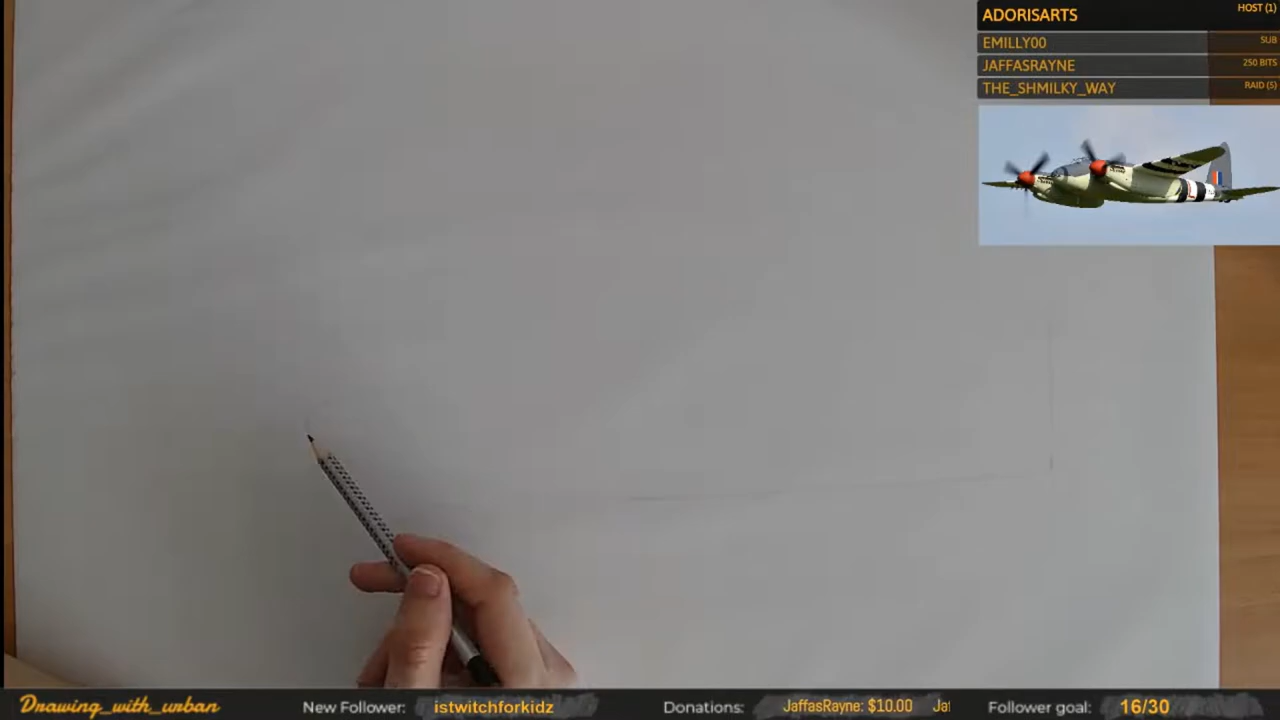 ADORISARTS HOST (1)
EMILLY00 SUB
JAFFASRAYNE 250 BITS
THE_SHMILKY_WAY RAID (5)
Drawing_with_urban New Follower: istwitchforkidz Donations: JaffasRayne: $10.00 Jaf Follower goal: 16/30